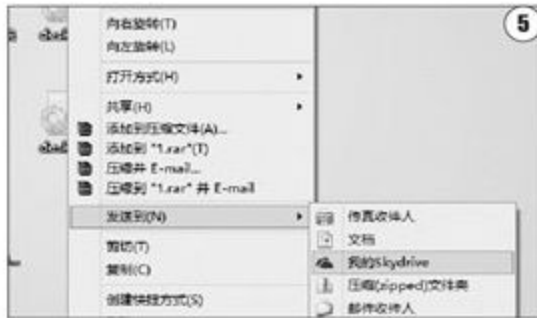 5
向右旋转(T)
向左旋转(L)
打开方式(H)
共享(H)
添加到压缩文件(A)...
添加到 "1.rar"(T)
压缩并 E-mail...
压缩到 "1.rar" 并 E-mail
发送到(N)
传真收件人
文档
我的Skydrive
剪切(T)
复制(C)
压缩(zipped)文件夹
创建快捷方式(S)
邮件收件人